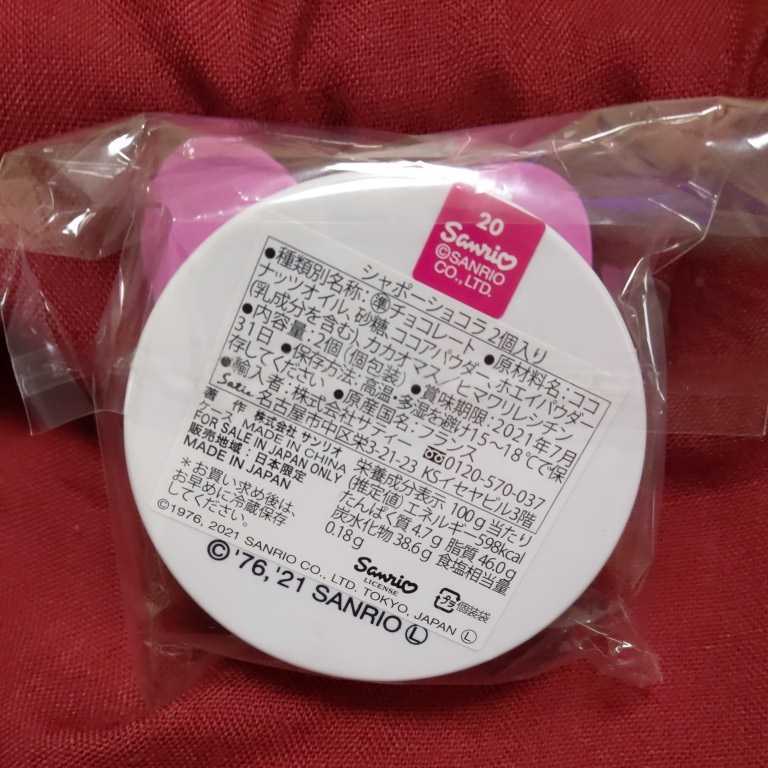 20
Sanrio
©SANRIO
CO., LTD.
シャポーショコラ 2個入り
●種類別名称：準チョコレート ●原材料名：ココ
ナッツオイル、砂糖、ココアパウダー、ホエイパウダー
(乳成分を含む)、カカオマス／ヒマワリレシチン
●内容量：2個(個包装) ●賞味期限：2021年7月
31日 ●保存方法：高温・多湿を避け15～18℃で保
存してください ●原産国名：フランス
●輸入者：株式会社サティー 0120-570-037
Satie 名古屋市中区栄3-21-23 KSイセヤビル3階
著 作 株式会社 サンリオ
ケース MADE IN CHINA
FOR SALE IN JAPAN ONLY
販売地域：日本限定
MADE IN JAPAN
＊お買い求め後は、
お早めに冷蔵保存
してください。
栄養成分表示 100g当たり
(推定値) エネルギー598kcal
たんぱく質4.7g 脂質46.0g
炭水化物38.6g 食塩相当量
0.18g
©1976, 2021 SANRIO CO., LTD. TOKYO, JAPAN Ⓛ
Sanrio
LICENSE
プラ
個装袋
© '76, '21 SANRIO Ⓛ